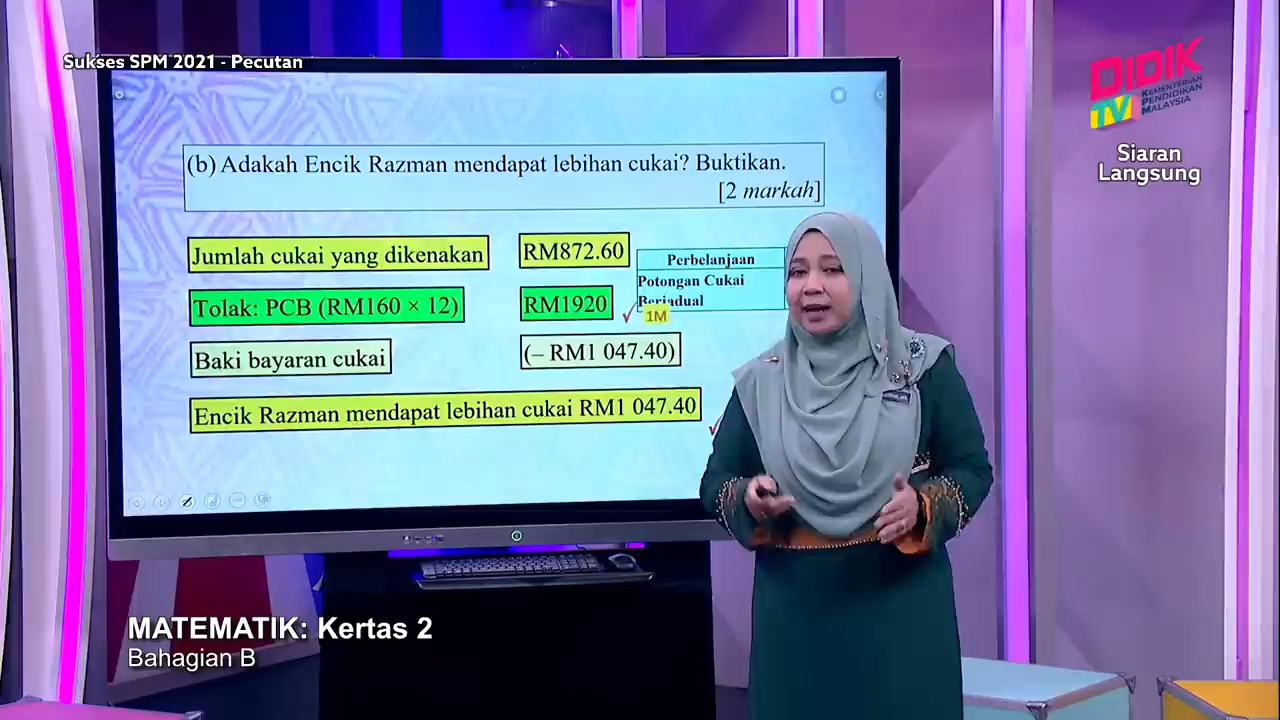 Sukses SPM 2021 - Pecutan
DIDIK
TV
KEMENTERIAN
PENDIDIKAN
MALAYSIA
Siaran
Langsung
(b) Adakah Encik Razman mendapat lebihan cukai? Buktikan.
[2 markah]
Jumlah cukai yang dikenakan
RM872.60
Perbelanjaan
Potongan Cukai
Berjadual
Tolak: PCB (RM160 × 12)
RM1920
1M
Baki bayaran cukai
(– RM1 047.40)
Encik Razman mendapat lebihan cukai RM1 047.40
MATEMATIK: Kertas 2
Bahagian B